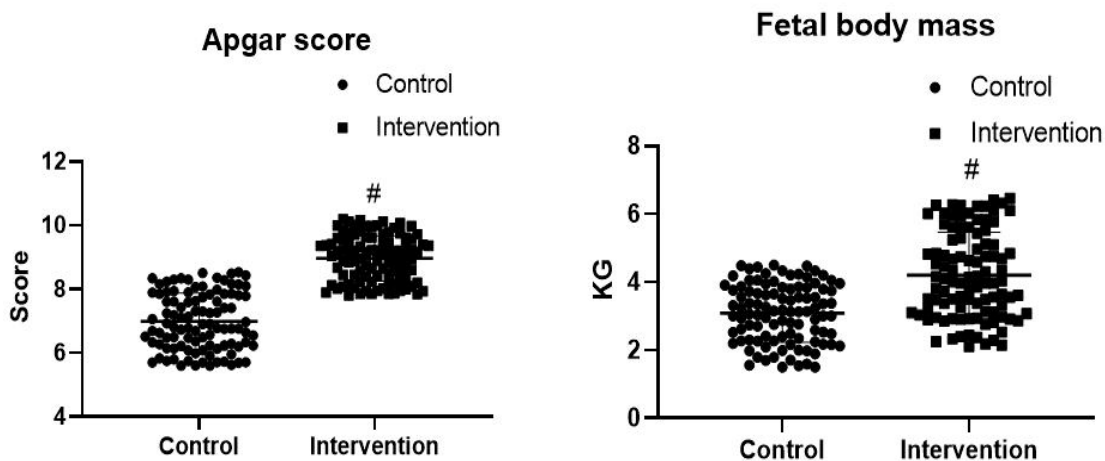 Apgar score
Control
Intervention
#
12
10
8
6
4
Score
Control
Intervention
Fetal body mass
Control
Intervention
#
8
6
4
2
0
KG
Control
Intervention